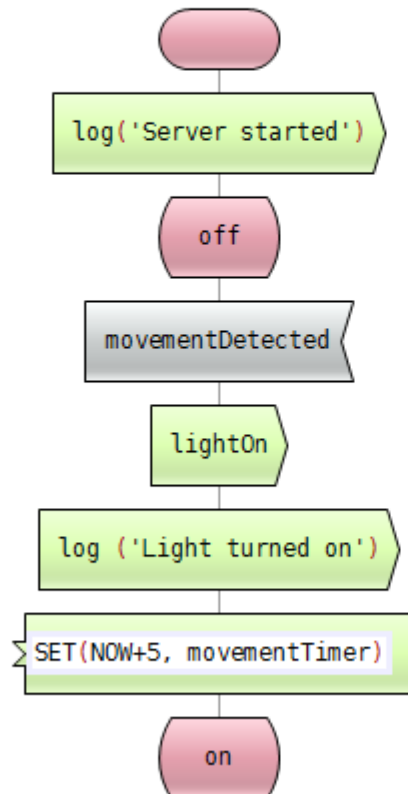 log('Server started')
off
movementDetected
lightOn
log ('Light turned on')
SET(NOW+5, movementTimer)
on